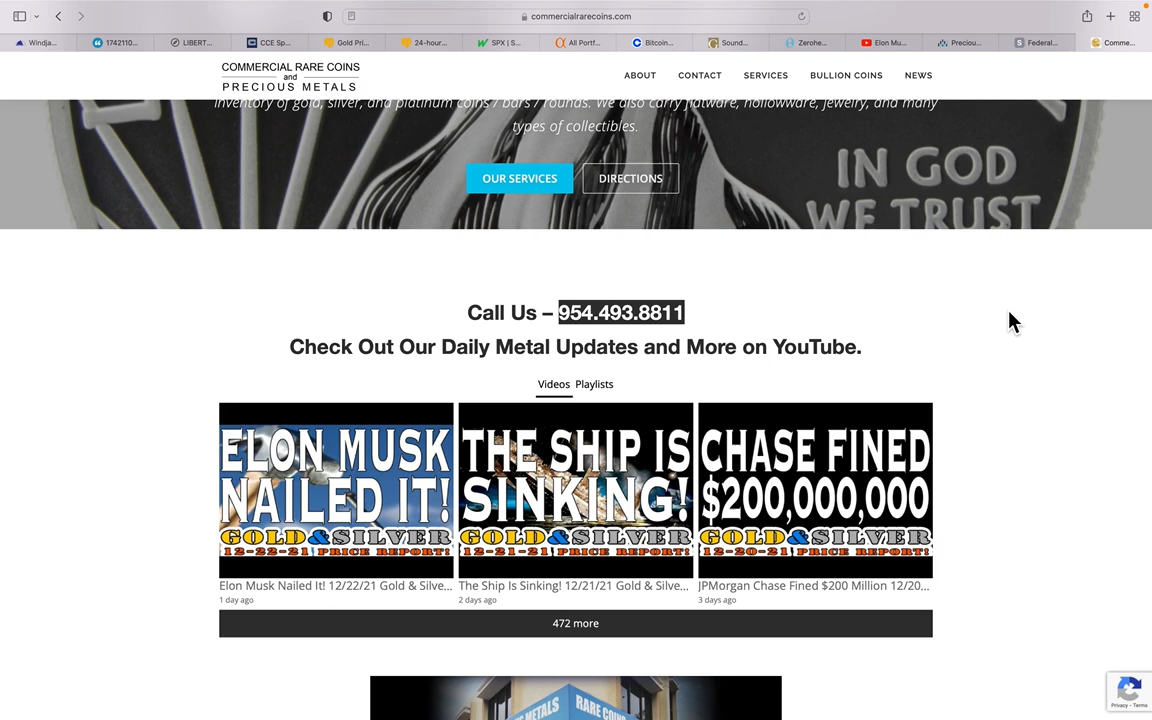 commercialrarecoins.com
Windja...
1742110...
LIBERT...
CCE Sp...
Gold Pri...
24-hour...
SPX | S...
All Portf...
Bitcoin...
Sound...
Zerohe...
Elon Mu...
Preciou...
Federal...
Comme...
COMMERCIAL RARE COINS
and
PRECIOUS METALS
ABOUT CONTACT SERVICES BULLION COINS NEWS
inventory of gold, silver, and platinum coins / bars / rounds. We also carry flatware, hollowware, jewelry, and many
types of collectibles.
OUR SERVICES DIRECTIONS
IN GOD
WE TRUST
Call Us – 954.493.8811
Check Out Our Daily Metal Updates and More on YouTube.
Videos Playlists
ELON MUSK
NAILED IT!
GOLD&SILVER
12-22-21 PRICE REPORT!
THE SHIP IS
SINKING!
GOLD&SILVER
12-21-21 PRICE REPORT!
CHASE FINED
$200,000,000
GOLD&SILVER
12-20-21 PRICE REPORT!
Elon Musk Nailed It! 12/22/21 Gold & Silve...
1 day ago
The Ship Is Sinking! 12/21/21 Gold & Silve...
2 days ago
JPMorgan Chase Fined $200 Million 12/20...
3 days ago
472 more
METALS
RARE COINS
Privacy - Terms